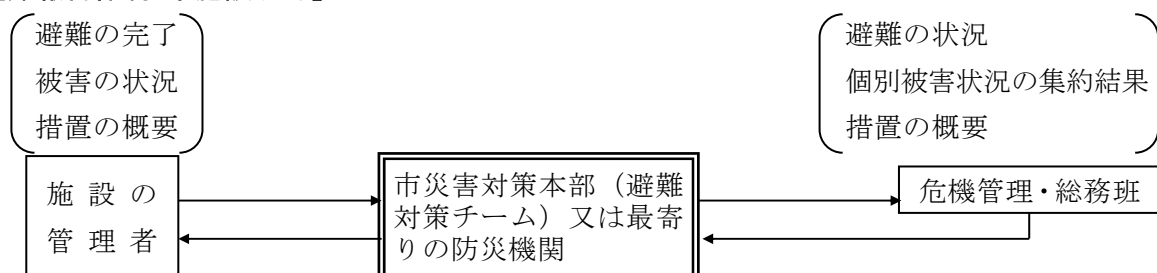 避難の完了
被害の状況
措置の概要
避難の状況
個別被害状況の集約結果
措置の概要
施設の
管理者
市災害対策本部（避難
対策チーム）又は最寄
りの防災機関
危機管理・総務班